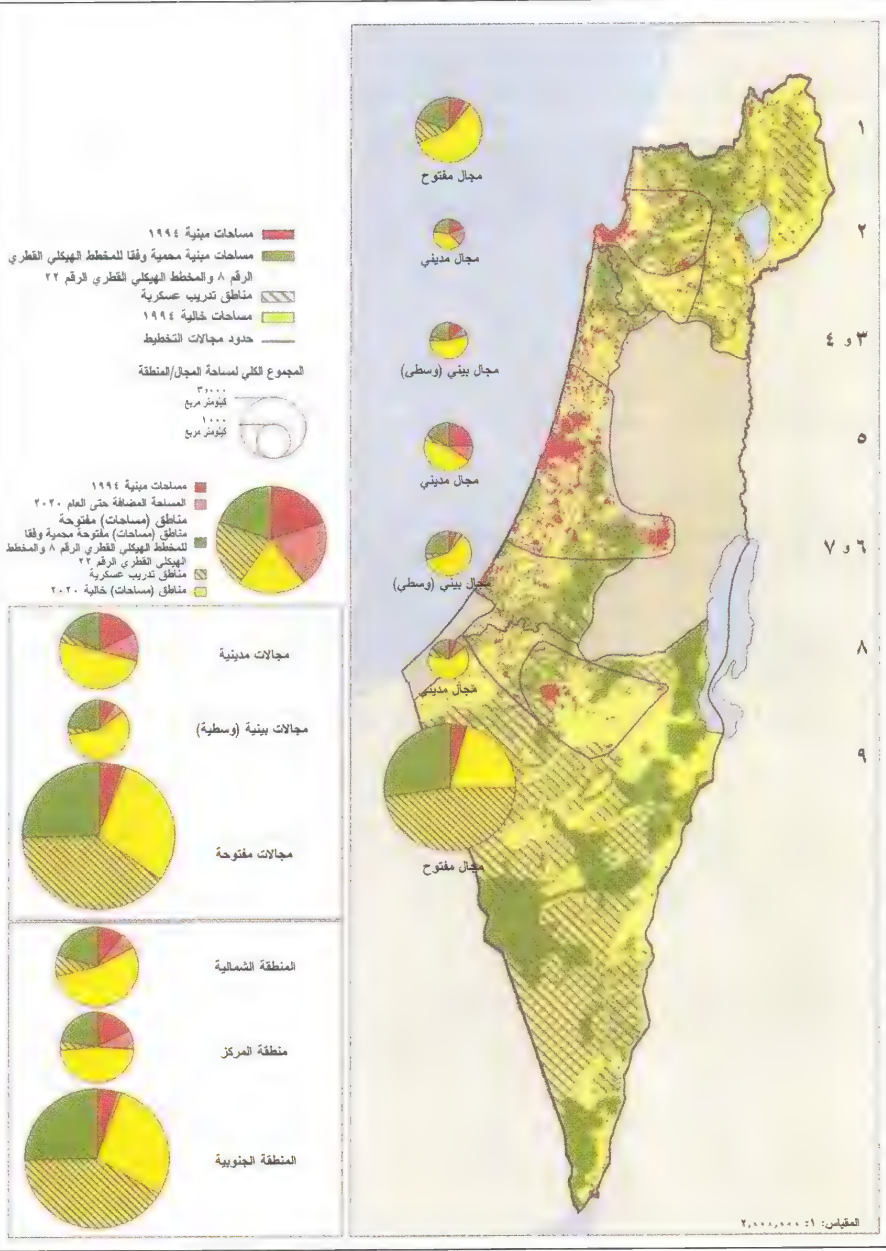 مساحات مبنية ١٩٩٤
مساحات مبنية محمية وفقا للمخطط الهيكلي القطري
الرقم ٨ والمخطط الهيكلي القطري الرقم ٢٢
مناطق تدريب عسكرية
مساحات خالية ١٩٩٤
حدود مجالات التخطيط
المجموع الكلي لمساحة المجال/المنطقة
٣,٠٠٠
كيلومتر مربع
١٠٠٠
كيلومتر مربع
مساحات مبنية ١٩٩٤
المساحة المضافة حتى العام ٢٠٢٠
مناطق (مساحات) مفتوحة
مناطق (مساحات) مفتوحة محمية وفقا
للمخطط الهيكلي القطري الرقم ٨ والمخطط
الهيكلي القطري الرقم ٢٢
مناطق تدريب عسكرية
مناطق (مساحات) خالية ٢٠٢٠
مجالات مدينية
مجالات بينية (وسطية)
مجالات مفتوحة
المنطقة الشمالية
منطقة المركز
المنطقة الجنوبية
مجال مفتوح
مجال مديني
مجال بيني (وسطي)
مجال مديني
مجال بيني (وسطي)
مجال مديني
مجال مفتوح
١
٢
٣ و ٤
٥
٦ و ٧
٨
٩
المقياس: ١: ٢,٠٠٠,٠٠٠